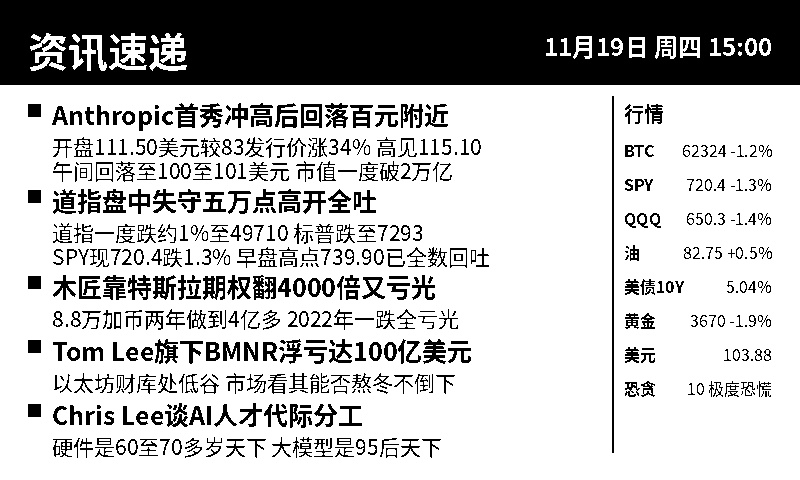 资讯速递
11月19日 周四 15:00
Anthropic首秀冲高后回落百元附近
开盘111.50美元较83发行价涨34% 高见115.10
午间回落至100至101美元 市值一度破2万亿
道指盘中失守五万点高开全吐
道指一度跌约1%至49710 标普跌至7293
SPY现720.4跌1.3% 早盘高点739.90已全数回吐
木匠靠特斯拉期权翻4000倍又亏光
8.8万加币两年做到4亿多 2022年一跌全亏光
Tom Lee旗下BMNR浮亏达100亿美元
以太坊财库处低谷 市场看其能否熬冬不倒下
Chris Lee谈AI人才代际分工
硬件是60至70多岁天下 大模型是95后天下
行情
BTC 62324 -1.2%
SPY 720.4 -1.3%
QQQ 650.3 -1.4%
油 82.75 +0.5%
美债10Y 5.04%
黄金 3670 -1.9%
美元 103.88
恐贪 10 极度恐慌